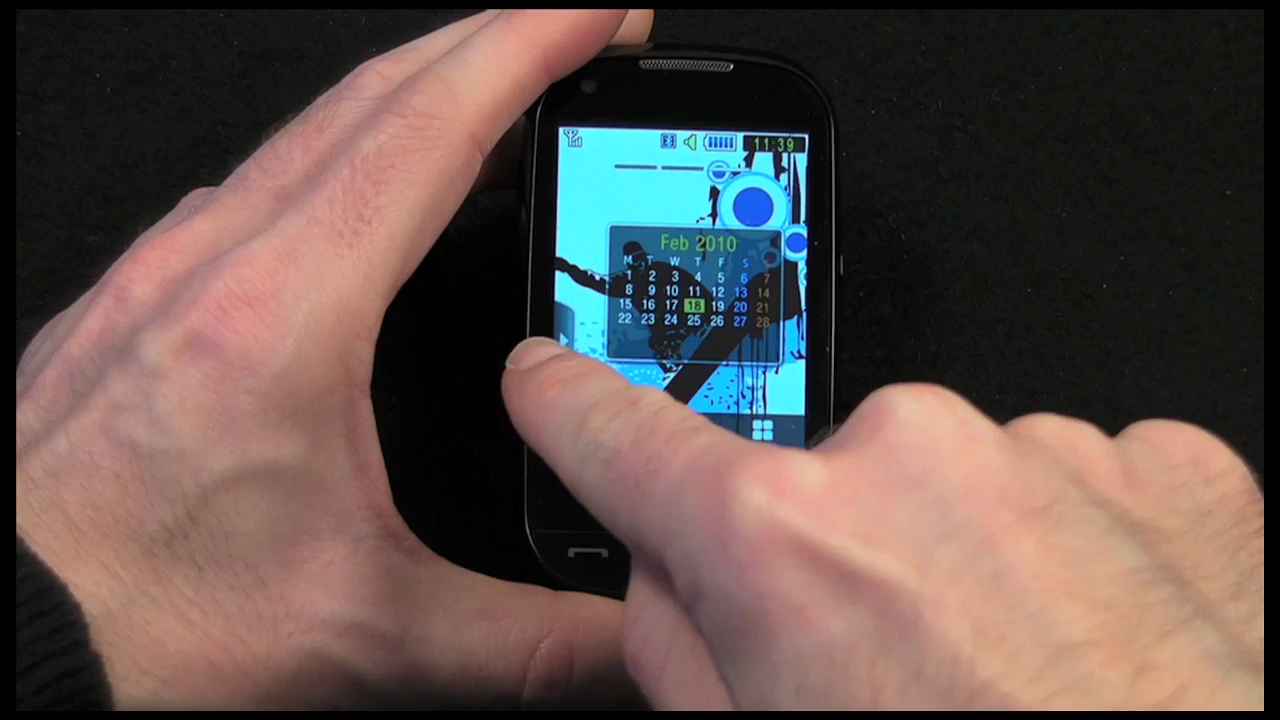 11:39
Feb 2010
M T W T F S
1 2 3 4 5 6 7
8 9 10 11 12 13 14
15 16 17 18 19 20 21
22 23 24 25 26 27 28